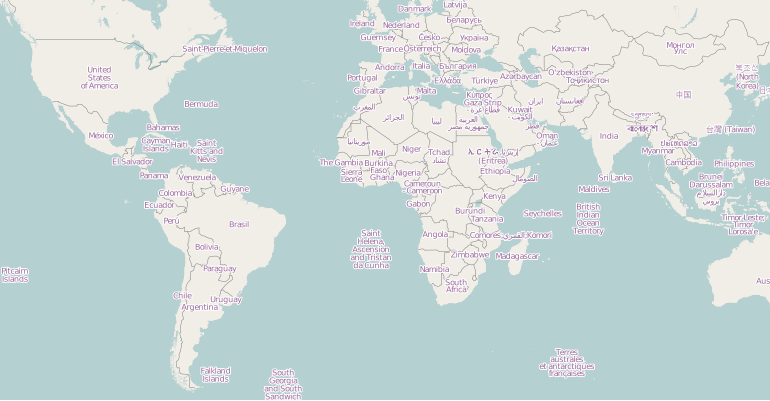 Danmark
Latvija
Ireland
Nederland
Беларусь
Guernsey
Česko
Україна
Saint-Pierre-et-Miquelon
France
Österreich
Moldova
Қазақстан
Монгол
Улс
Andorra
Italia
България
United
States
of America
Portugal
Ελλάδα
Türkiye
Azərbaycan
O'zbekiston
Тоҷикистон
(North
Korea)
Gibraltar
Malta
تونس
Κύπρος
Gaza Strip
ایران
افغانستان
中国
Bermuda
المغرب
الجزائر
ليبيا
Kuwait
الكويت
قطر
Bahamas
México
Cayman
Islands
Haiti
Saint
Kitts and
Nevis
موريتانيا
Oman
عمان
India
Myanmar
台灣 (Taiwan)
El Salvador
The Gambia
Mali
Niger
Tchad
تشاد
(Eritrea)
Cambodia
Philippines
Panama
Venezuela
Sierra
Leone
Burkina
Faso
Ghana
Nigeria
Ethiopia
الصومال
Sri Lanka
Brunei
Darussalam
Colombia
Guyane
Cameroun
Cameroon
Maldives
Ecuador
Gabon
Kenya
Perú
Brasil
Burundi
Tanzania
Seychelles
British
Indian
Ocean
Territory
Timor-Leste;
Timor
Lorosa'e
Saint
Helena,
Ascension
and Tristan
da Cunha
Angola
Comores
Komori
Bolivia
Zimbabwe
Madagascar
Pitcairn
Islands
Paraguay
Namibia
South
Africa
Chile
Uruguay
Argentina
Terres
australes
et antarctiques
françaises
Falkland
Islands
South
Georgia
and South
Sandwich